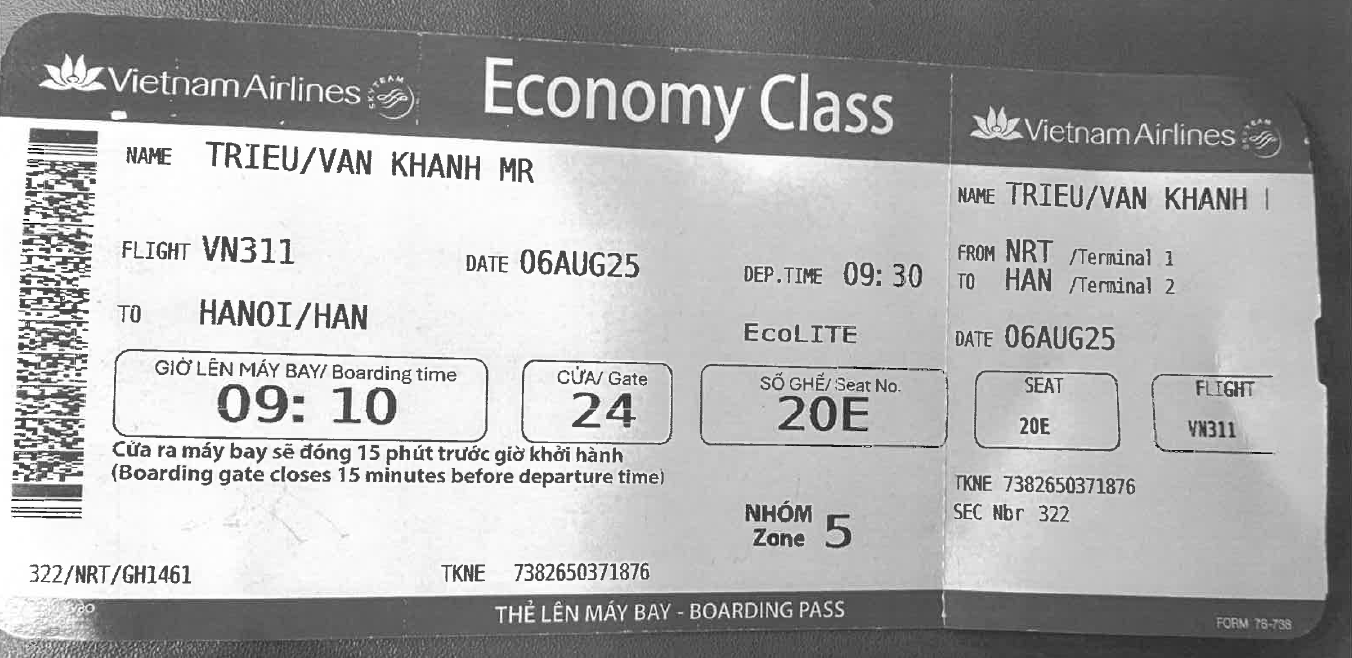 Vietnam Airlines SKYTEAM
Economy Class
NAME TRIEU/VAN KHANH MR
FLIGHT VN311 DATE 06AUG25 DEP.TIME 09:30
TO HANOI/HAN EcoLITE
GIỜ LÊN MÁY BAY/ Boarding time
09:10
CỬA/ Gate
24
SỐ GHẾ/ Seat No.
20E
Cửa ra máy bay sẽ đóng 15 phút trước giờ khởi hành
(Boarding gate closes 15 minutes before departure time)
NHÓM
Zone 5
322/NRT/GH1461 TKNE 7382650371876
THẺ LÊN MÁY BAY - BOARDING PASS
Vietnam Airlines
NAME TRIEU/VAN KHANH
FROM NRT /Terminal 1
TO HAN /Terminal 2
DATE 06AUG25
SEAT
20E
FLIGHT
VN311
TKNE 7382650371876
SEC Nbr 322
FORM 78-738